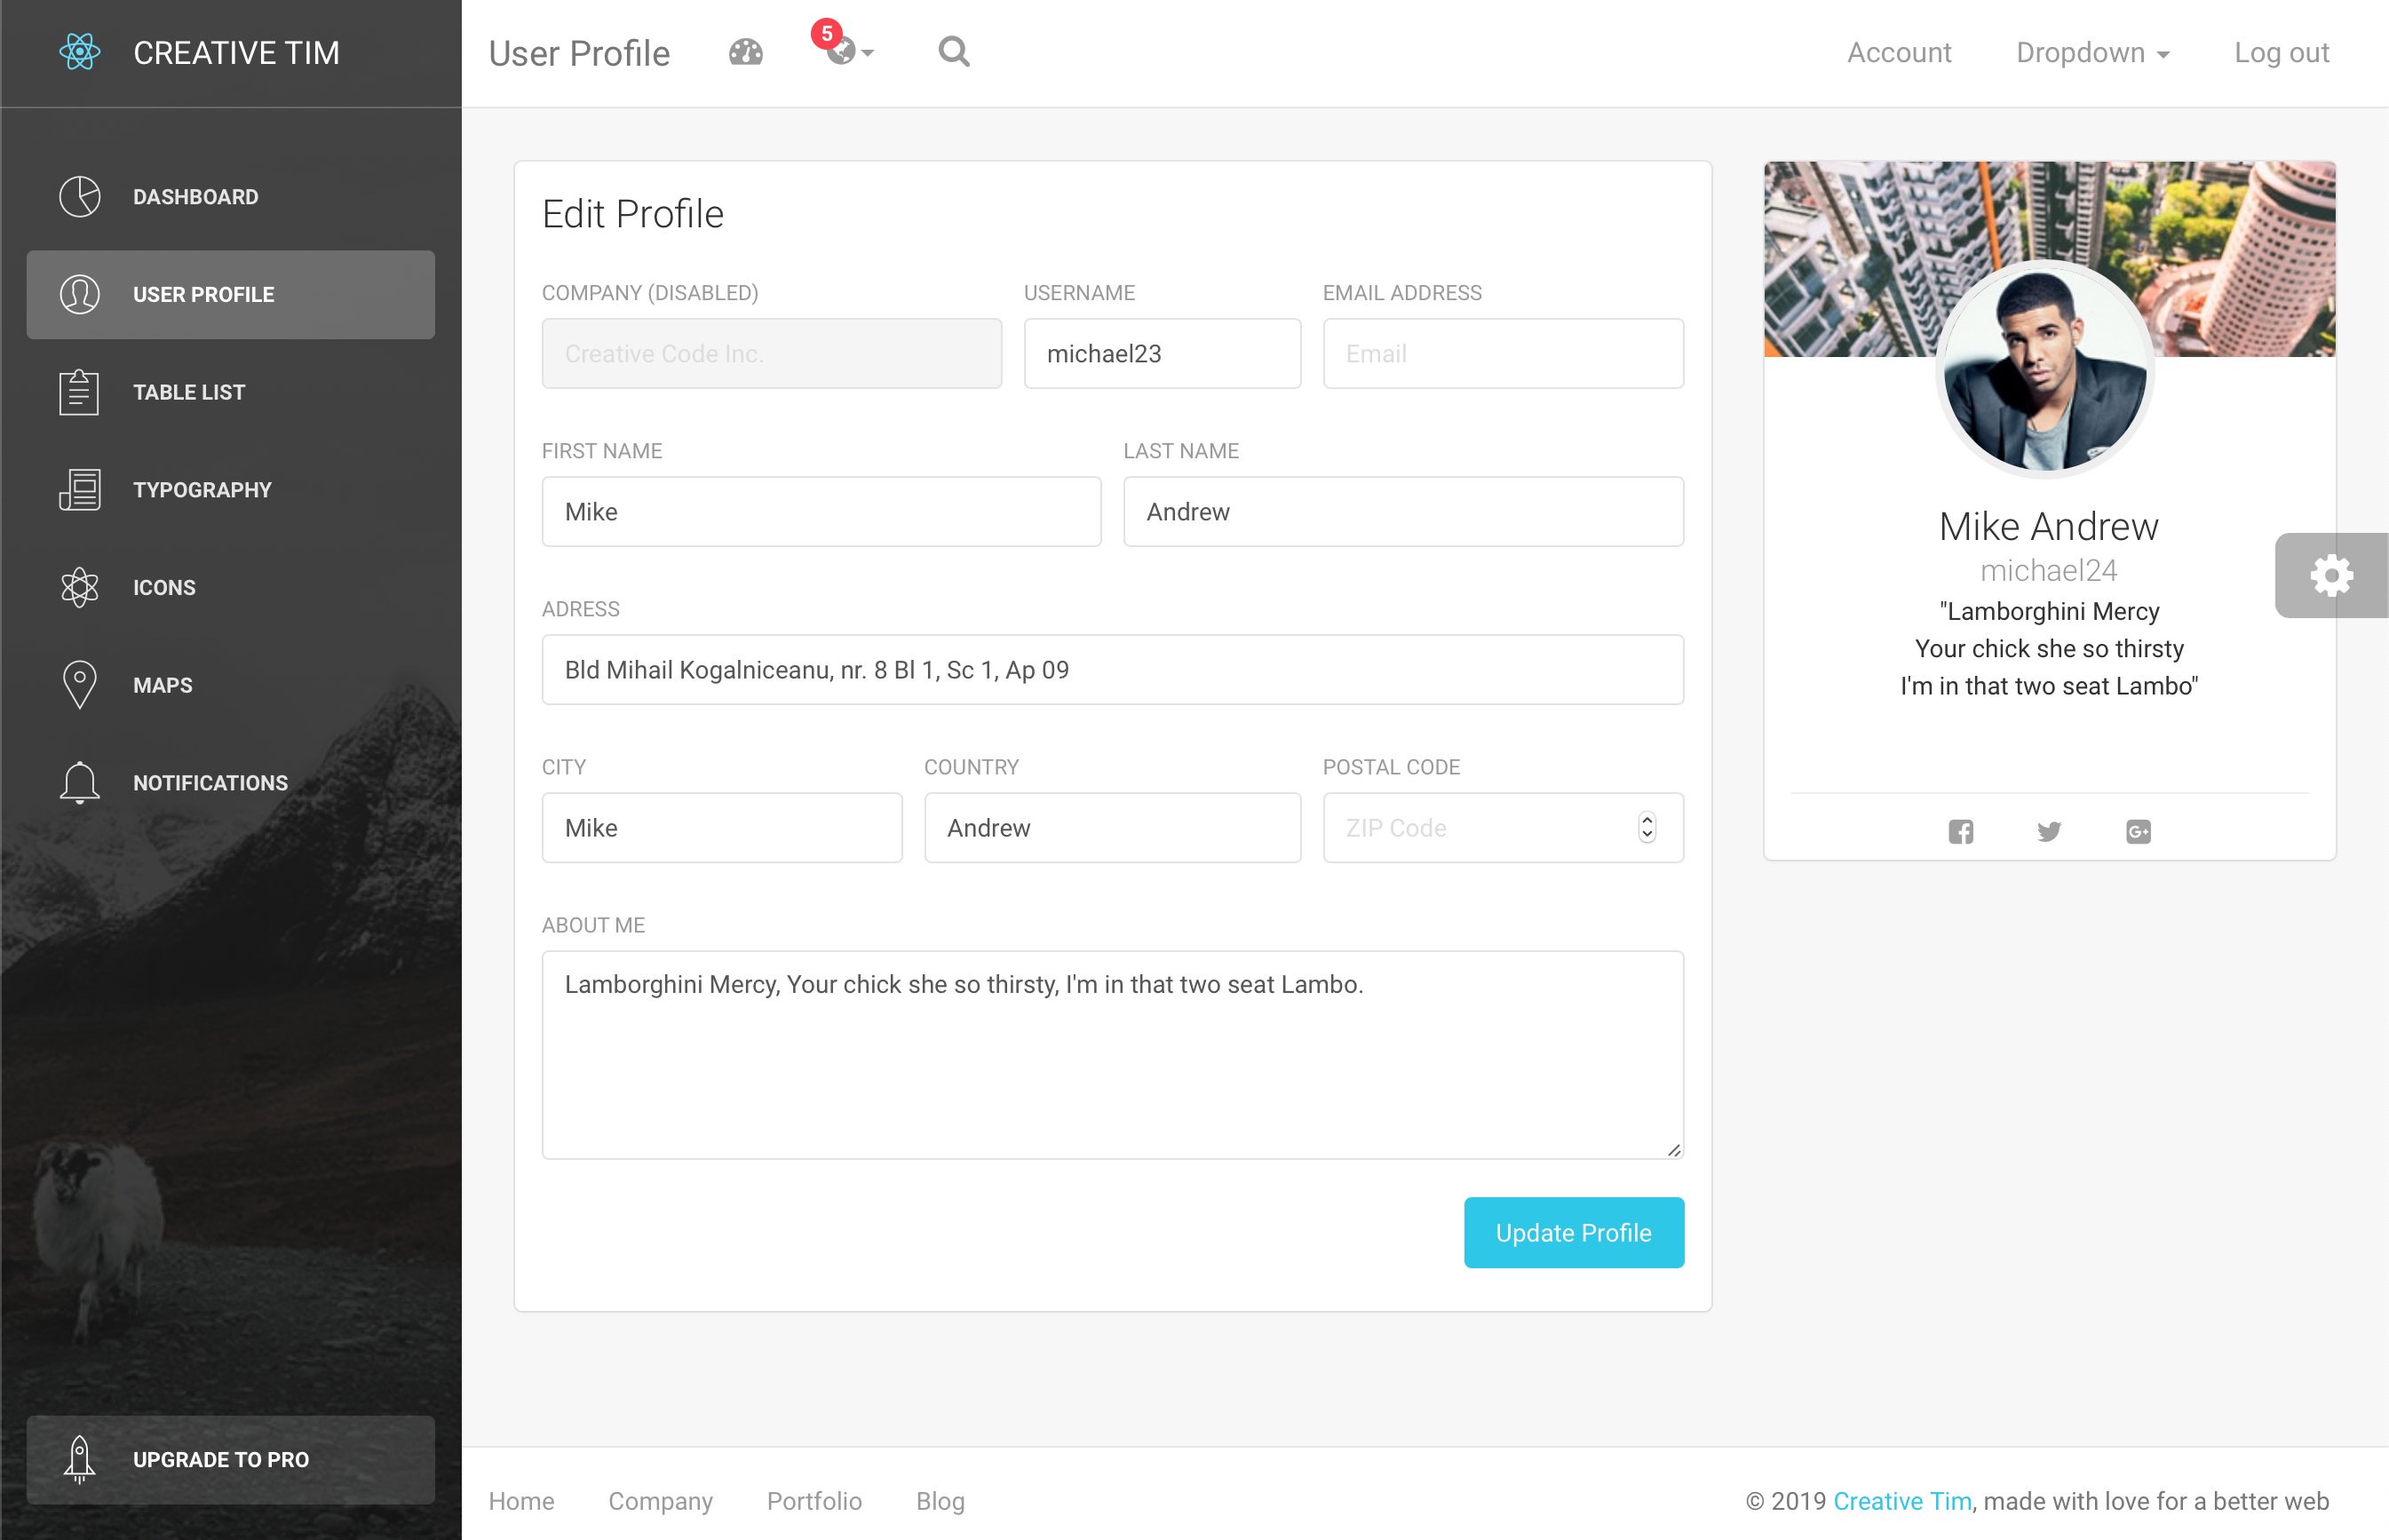 CREATIVE TIM
DASHBOARD
USER PROFILE
TABLE LIST
TYPOGRAPHY
ICONS
MAPS
NOTIFICATIONS
UPGRADE TO PRO
User Profile
5
Account
Dropdown
Log out
Edit Profile
COMPANY (DISABLED)
Creative Code Inc.
USERNAME
michael23
EMAIL ADDRESS
Email
FIRST NAME
Mike
LAST NAME
Andrew
ADRESS
Bld Mihail Kogalniceanu, nr. 8 Bl 1, Sc 1, Ap 09
CITY
Mike
COUNTRY
Andrew
POSTAL CODE
ZIP Code
ABOUT ME
Lamborghini Mercy, Your chick she so thirsty, I'm in that two seat Lambo.
Update Profile
Mike Andrew
michael24
"Lamborghini Mercy
Your chick she so thirsty
I'm in that two seat Lambo"
G+
Home
Company
Portfolio
Blog
© 2019 Creative Tim, made with love for a better web